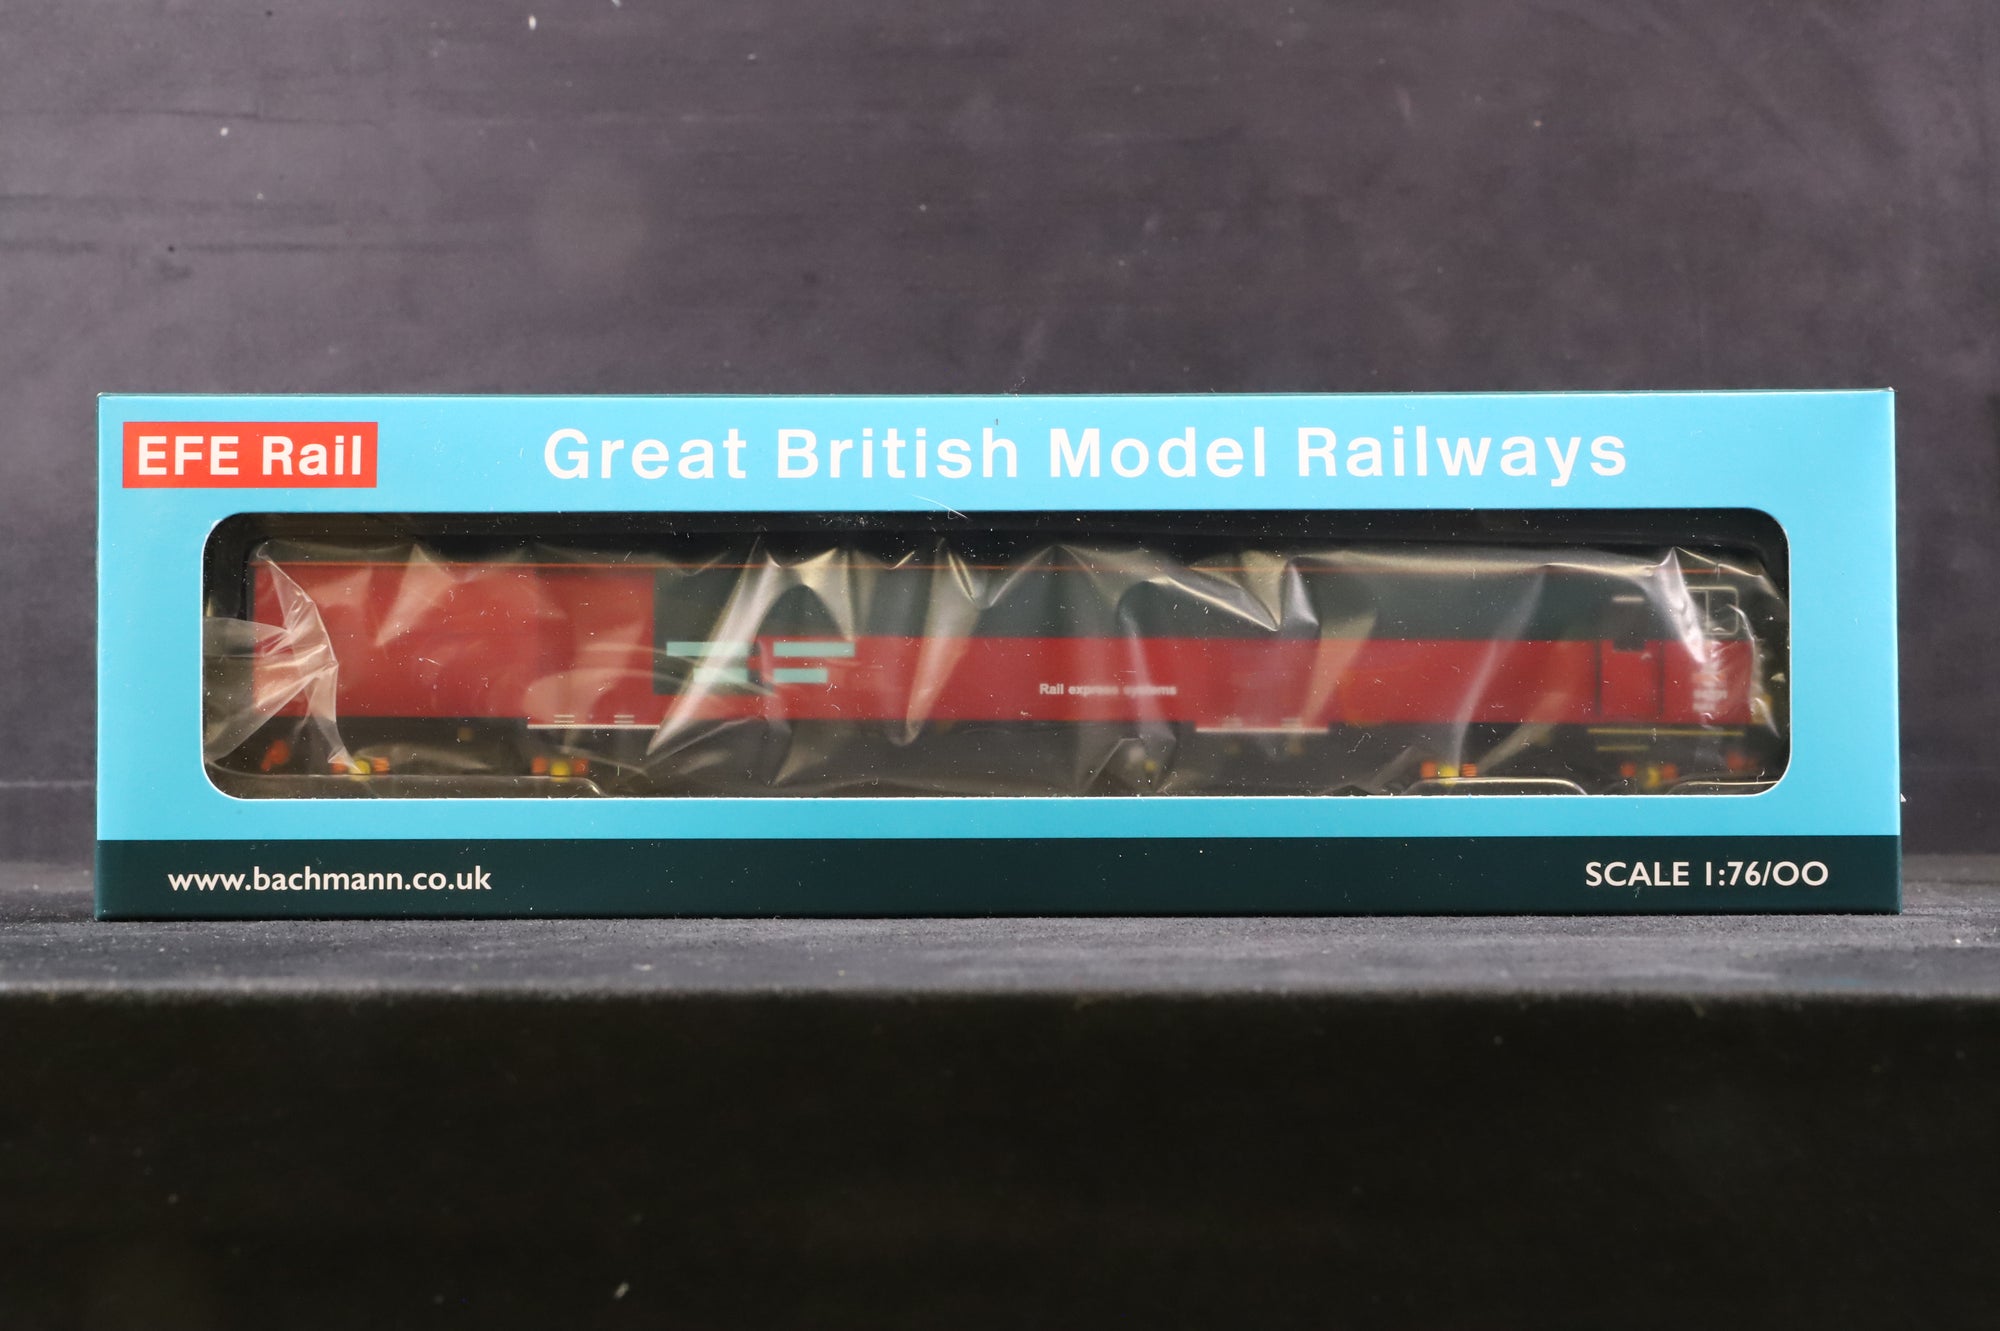 EFE Rail
Great British Model Railways
Rail express systems
www.bachmann.co.uk
SCALE 1:76/OO